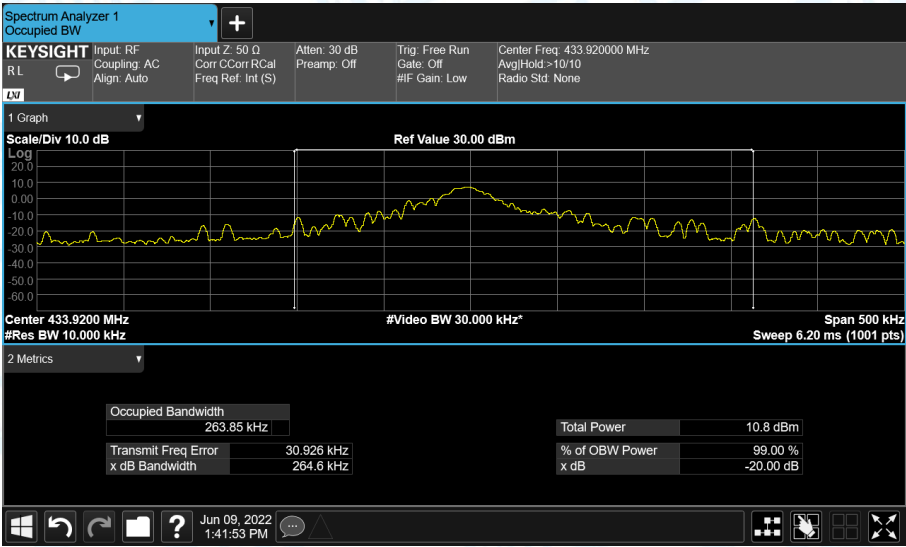 Spectrum Analyzer 1
Occupied BW
+
KEYSIGHT
R L
LXI
Input: RF
Coupling: AC
Align: Auto
Input Z: 50 Ω
Corr CCorr RCal
Freq Ref: Int (S)
Atten: 30 dB
Preamp: Off
Trig: Free Run
Gate: Off
#IF Gain: Low
Center Freq: 433.920000 MHz
Avg|Hold:>10/10
Radio Std: None
1 Graph
Scale/Div 10.0 dB
Ref Value 30.00 dBm
Log
20.0
10.0
0.00
-10.0
-20.0
-30.0
-40.0
-50.0
-60.0
Center 433.9200 MHz
#Video BW 30.000 kHz*
Span 500 kHz
#Res BW 10.000 kHz
Sweep 6.20 ms (1001 pts)
2 Metrics
Occupied Bandwidth
263.85 kHz
Total Power 10.8 dBm
Transmit Freq Error 30.926 kHz
% of OBW Power 99.00 %
x dB Bandwidth 264.6 kHz
x dB -20.00 dB
?
Jun 09, 2022
1:41:53 PM